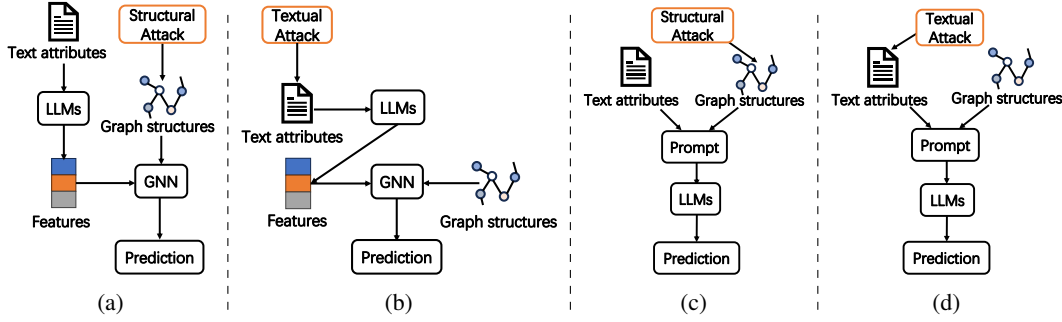 Structural
Attack
Text attributes
LLMs
Graph structures
GNN
Features
Prediction
(a)
Textual
Attack
LLMs
Text attributes
GNN
Features
Graph structures
Prediction
(b)
Structural
Attack
Text attributes
Graph structures
Prompt
LLMs
Prediction
(c)
Textual
Attack
Text attributes
Graph structures
Prompt
LLMs
Prediction
(d)